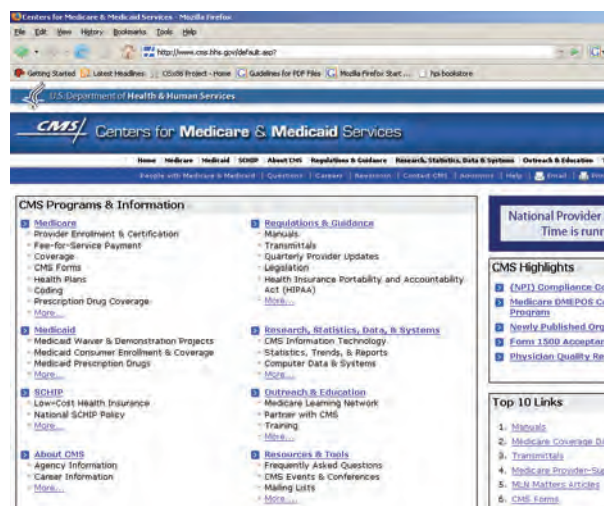 Centers for Medicare & Medicaid Services - Mozilla Firefox
File Edit View History Bookmarks Tools Help
http://www.cms.hhs.gov/default.asp?
Getting Started Latest Headlines Project - Home Guidelines for PDF Files Mozilla Firefox Start ... hps bookstore
U.S. Department of Health & Human Services
CMS/ Centers for Medicare & Medicaid Services
Home Medicare Medicaid SCHIP About CMS Regulations & Guidance Research, Statistics, Data & Systems Outreach & Education
People with Medicare & Medicaid | Questions | Careers | Newsroom | Contact CMS | Acronyms | Help | Email | Prin
CMS Programs & Information
Medicare
Provider Enrollment & Certification
Fee-for-Service Payment
Coverage
CMS Forms
Health Plans
Coding
Prescription Drug Coverage
More...
Medicaid
Medicaid Waiver & Demonstration Projects
Medicaid Consumer Enrollment & Coverage
Medicaid Prescription Drugs
More...
SCHIP
Low-Cost Health Insurance
National SCHIP Policy
More...
About CMS
Agency Information
Career Information
More...
Regulations & Guidance
Manuals
Transmittals
Quarterly Provider Updates
Legislation
Health Insurance Portability and Accountability
Act (HIPAA)
More...
Research, Statistics, Data, & Systems
CMS Information Technology
Statistics, Trends, & Reports
Computer Data & Systems
More...
Outreach & Education
Medicare Learning Network
Partner with CMS
Training
More...
Resources & Tools
Frequently Asked Questions
CMS Events & Conferences
Mailing Lists
More...
National Provider
Time is runn
CMS Highlights
(NPI) Compliance Co
Medicare DMEPOS Co
Program
Newly Published Org
Form 1500 Acceptan
Physician Quality Re
Top 10 Links
1. Manuals
2. Medicare Coverage Da
3. Transmittals
4. Medicare Provider-Sup
5. MLN Matters Articles
6. CMS Forms